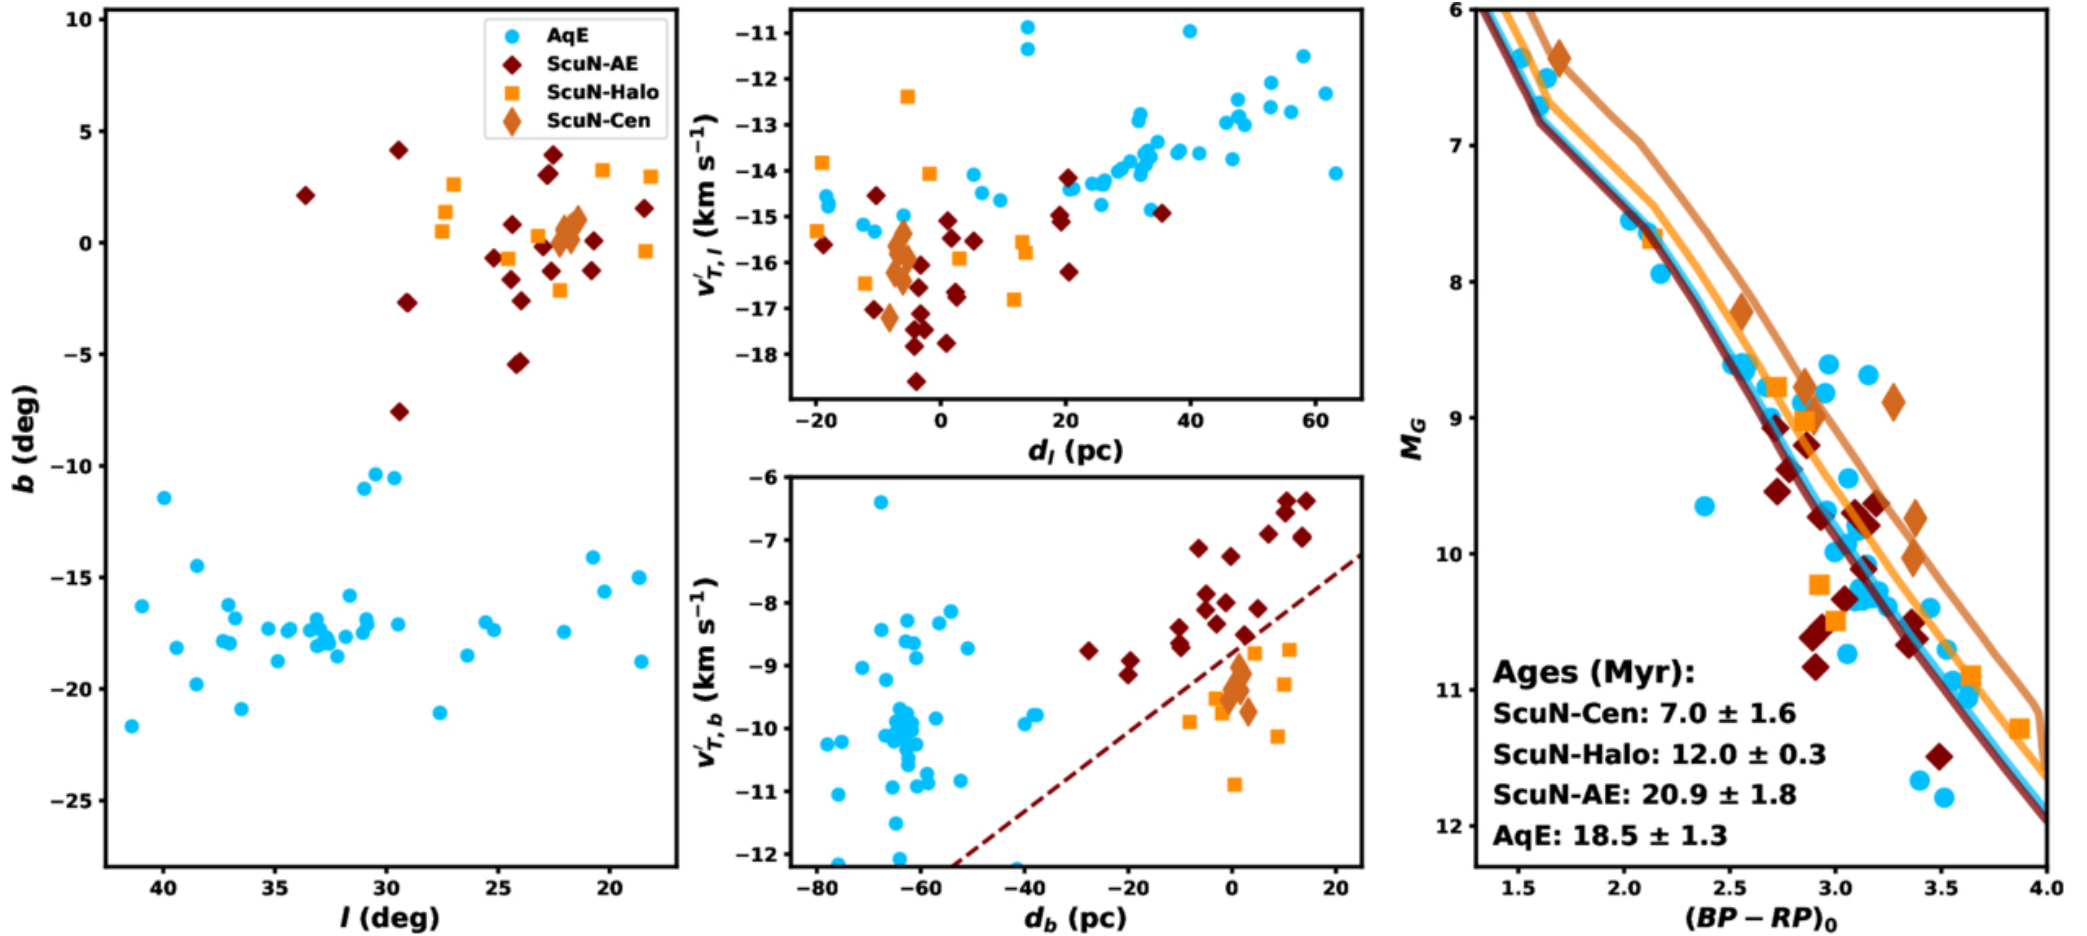 10
5
0
−5
−10
−15
−20
−25
b (deg)
40 35 30 25 20
l (deg)
AqE
ScuN-AE
ScuN-Halo
ScuN-Cen
−11
−12
−13
−14
−15
−16
−17
−18
v′T, l (km s−1)
−20 0 20 40 60
dl (pc)
−6
−7
−8
−9
−10
−11
−12
v′T, b (km s−1)
−80 −60 −40 −20 0 20
db (pc)
6
7
8
9
10
11
12
MG
Ages (Myr):
ScuN-Cen: 7.0 ± 1.6
ScuN-Halo: 12.0 ± 0.3
ScuN-AE: 20.9 ± 1.8
AqE: 18.5 ± 1.3
1.5 2.0 2.5 3.0 3.5 4.0
(BP − RP)0